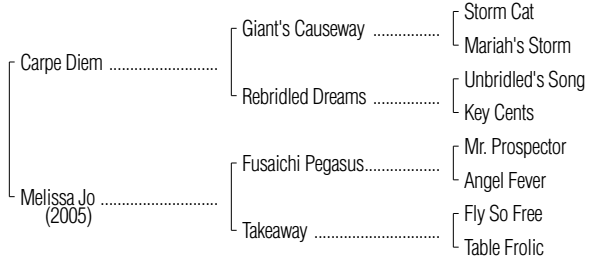 Storm Cat
Giant's Causeway ................
Mariah's Storm
Carpe Diem ..........................
Unbridled's Song
Rebridled Dreams ................
Key Cents
Mr. Prospector
Fusaichi Pegasus..................
Angel Fever
Melissa Jo ............................
(2005)
Fly So Free
Takeaway ..............................
Table Frolic